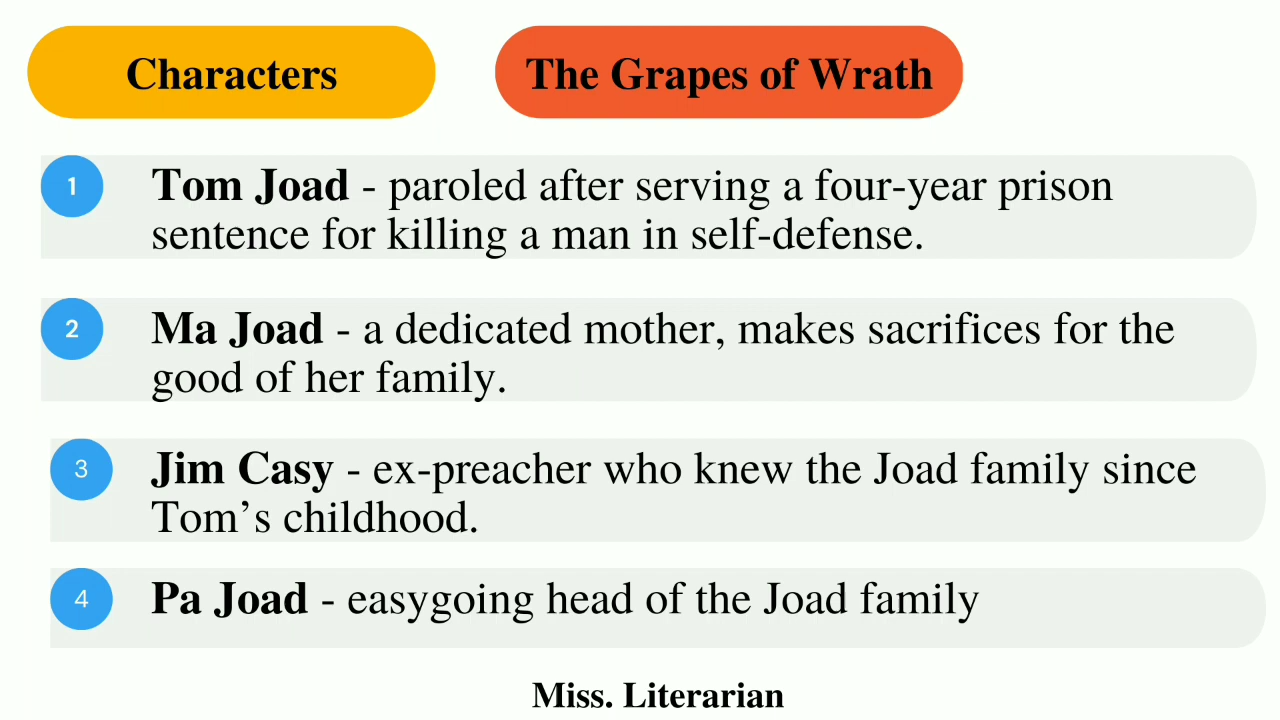 Characters
The Grapes of Wrath
1
Tom Joad - paroled after serving a four-year prison
sentence for killing a man in self-defense.
2
Ma Joad - a dedicated mother, makes sacrifices for the
good of her family.
3
Jim Casy - ex-preacher who knew the Joad family since
Tom’s childhood.
4
Pa Joad - easygoing head of the Joad family
Miss. Literarian